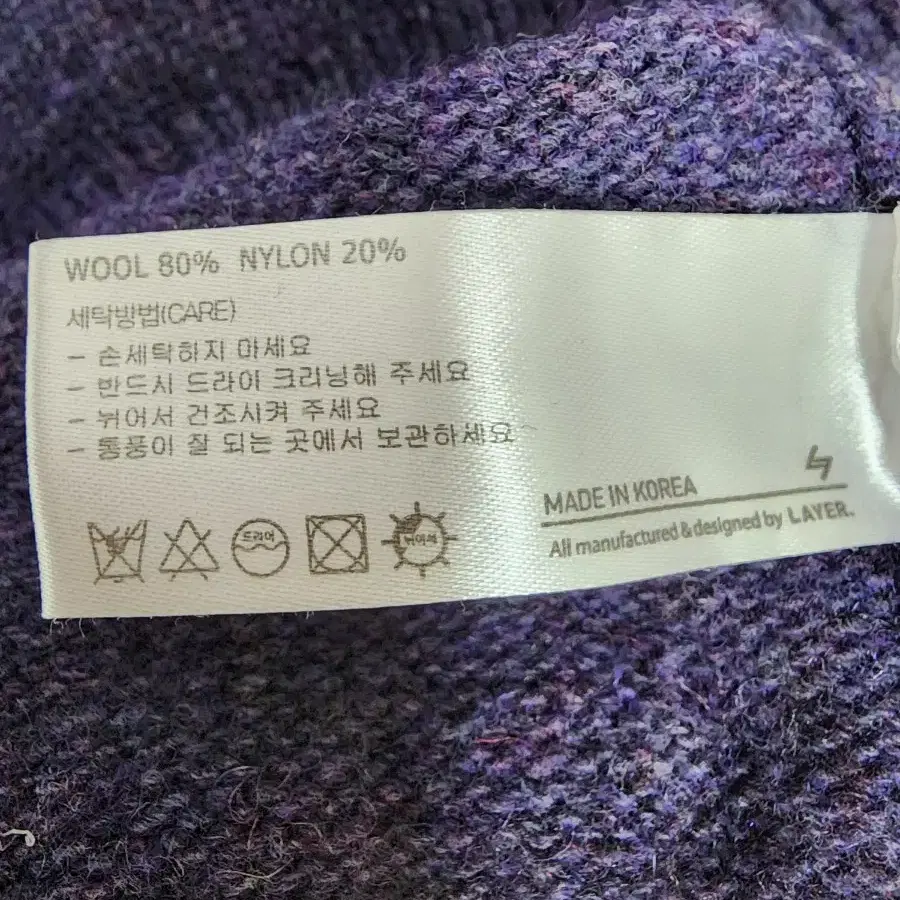 WOOL 80% NYLON 20%
세탁방법(CARE)
- 손세탁하지 마세요
- 반드시 드라이 크리닝해 주세요
- 뉘어서 건조시켜 주세요
- 통풍이 잘 되는 곳에서 보관하세요
드라이
뉘어서
MADE IN KOREA
All manufactured & designed by LAYER.